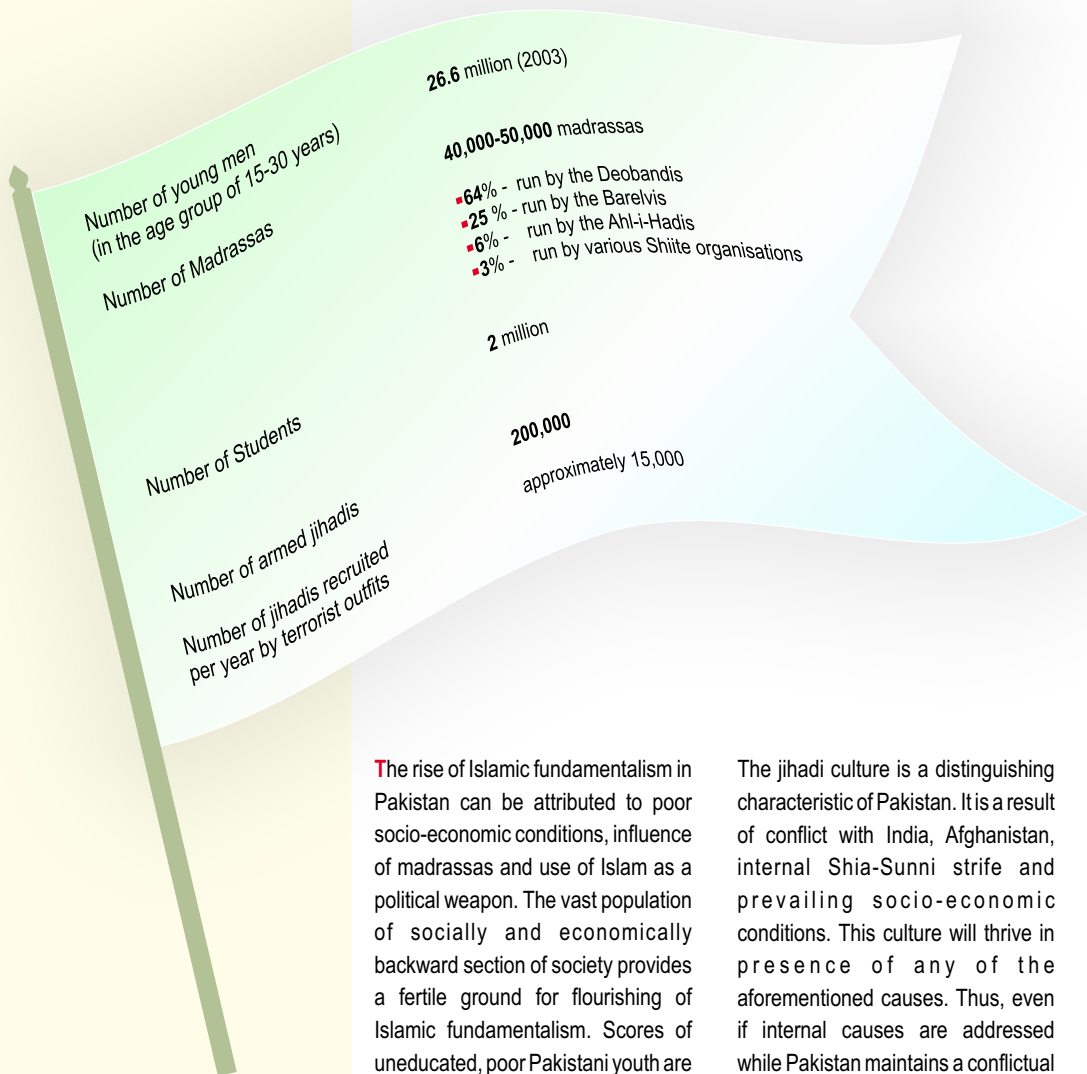 Number of young men
(in the age group of 15-30 years)
26.6 million (2003)
Number of Madrassas
40,000-50,000 madrassas
▪64% - run by the Deobandis
▪25 % - run by the Barelvis
▪6% - run by the Ahl-i-Hadis
▪3% - run by various Shiite organisations
Number of Students
2 million
Number of armed jihadis
200,000
Number of jihadis recruited
per year by terrorist outfits
approximately 15,000
The rise of Islamic fundamentalism in
Pakistan can be attributed to poor
socio-economic conditions, influence
of madrassas and use of Islam as a
political weapon. The vast population
of socially and economically
backward section of society provides
a fertile ground for flourishing of
Islamic fundamentalism. Scores of
uneducated, poor Pakistani youth are
The jihadi culture is a distinguishing
characteristic of Pakistan. It is a result
of conflict with India, Afghanistan,
internal Shia-Sunni strife and
prevailing socio-economic
conditions. This culture will thrive in
presence of any of the
aforementioned causes. Thus, even
if internal causes are addressed
while Pakistan maintains a conflictual